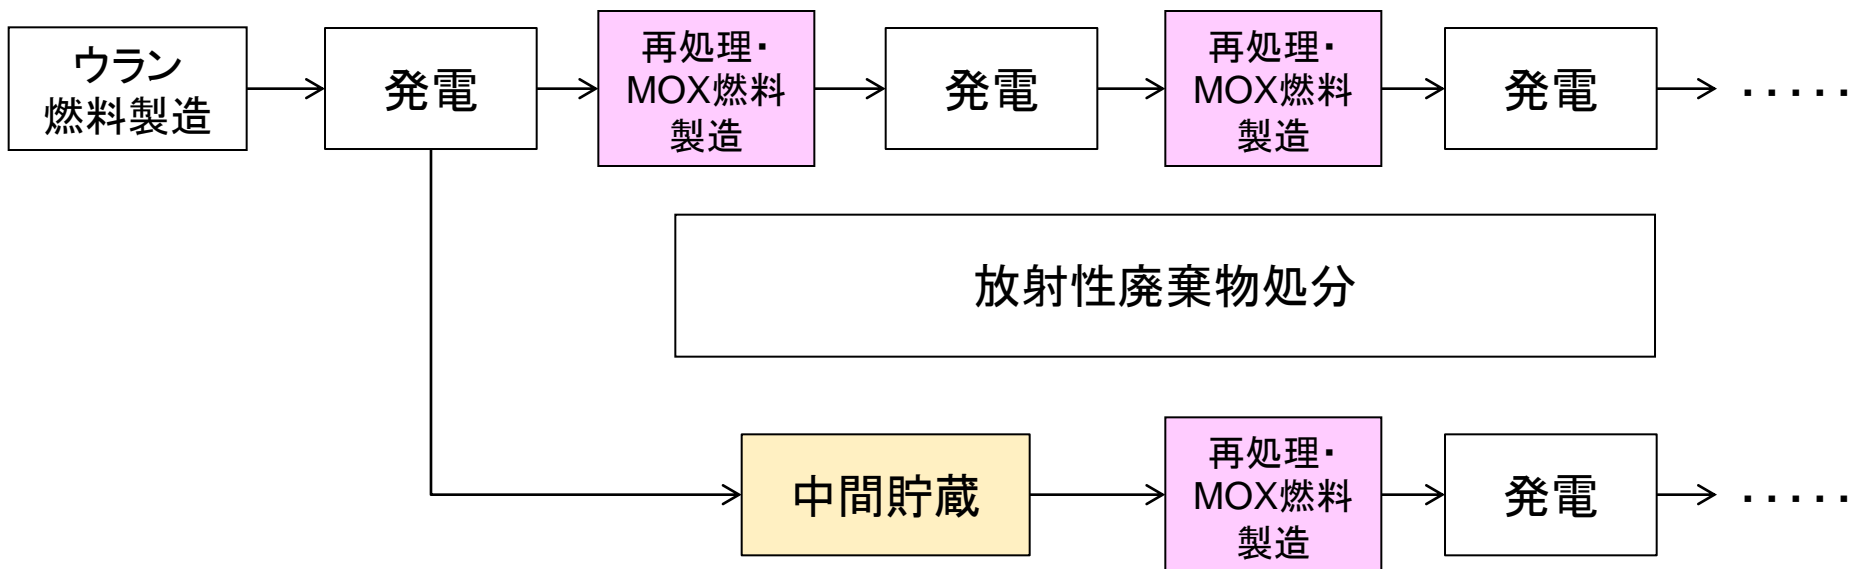 ウラン
燃料製造
発電
再処理・
MOX燃料
製造
発電
再処理・
MOX燃料
製造
発電
・・・・・
放射性廃棄物処分
中間貯蔵
再処理・
MOX燃料
製造
発電
・・・・・